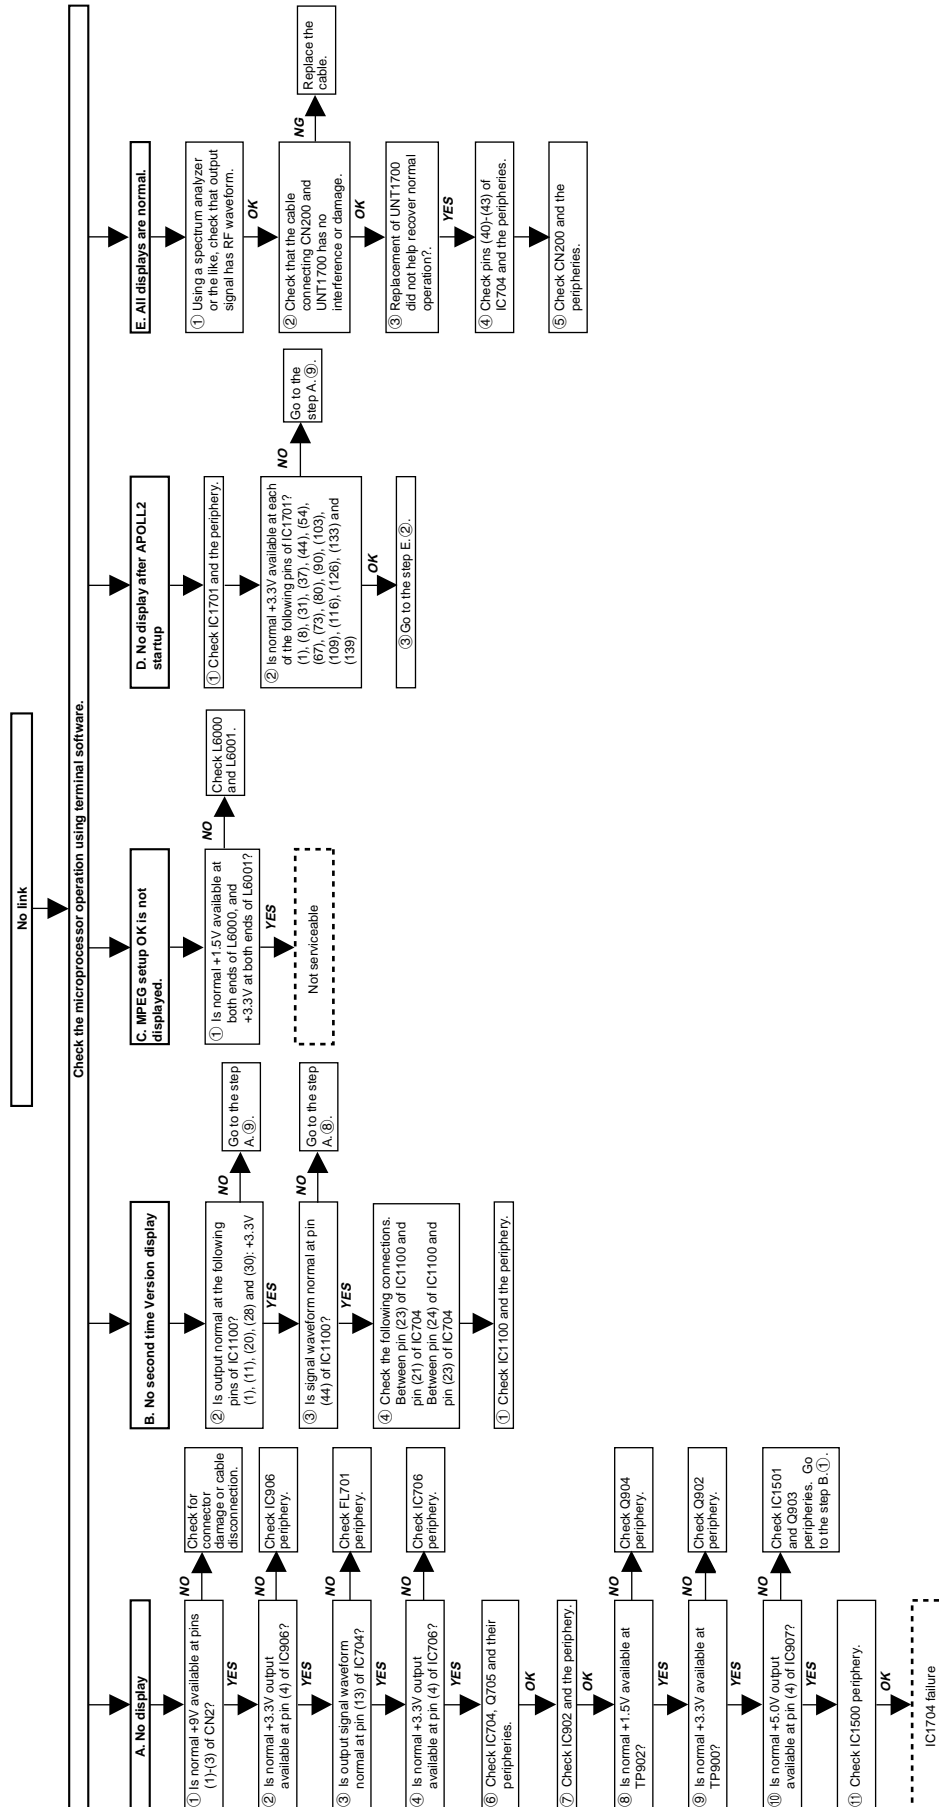 No link
Check the microprocessor operation using terminal software.
A. No display
① Is normal +9V available at pins
(1)-(3) of CN2?
NO
Check for
connector
damage or cable
disconnection.
YES
② Is normal +3.3V output
available at pin (4) of IC906?
NO
Check IC906
periphery.
YES
③ Is output signal waveform
normal at pin (13) of IC704?
NO
Check FL701
periphery.
YES
④ Is normal +3.3V output
available at pin (4) of IC706?
NO
Check IC706
periphery.
YES
⑥ Check IC704, Q705 and their
peripheries.
OK
⑦ Check IC902 and the periphery.
OK
⑧ Is normal +1.5V available at
TP902?
NO
Check Q904
periphery.
YES
⑨ Is normal +3.3V available at
TP900?
NO
Check Q902
periphery.
YES
⑩ Is normal +5.0V output
available at pin (4) of IC907?
NO
Check IC1501
and Q903
peripheries. Go
to the step B.①.
YES
⑪ Check IC1500 periphery.
OK
IC1704 failure
B. No second time Version display
② Is output normal at the following
pins of IC1100?
(1), (11), (20), (28) and (30): +3.3V
NO
Go to the step
A.⑨.
YES
③ Is signal waveform normal at pin
(44) of IC1100?
NO
Go to the step
A.⑧.
YES
④ Check the following connections.
Between pin (23) of IC1100 and
pin (21) of IC704
Between pin (24) of IC1100 and
pin (23) of IC704
① Check IC1100 and the periphery.
C. MPEG setup OK is not
displayed.
① Is normal +1.5V available at
both ends of L6000, and
+3.3V at both ends of L6001?
NO
Check L6000
and L6001.
YES
Not serviceable
D. No display after APOLL2
startup
① Check IC1701 and the periphery.
② Is normal +3.3V available at each
of the following pins of IC1701?
(1), (8), (31), (37), (44), (54),
(67), (73), (80), (90), (103),
(109), (116), (126), (133) and
(139)
NO
Go to the
step A.⑨.
OK
③ Go to the step E.②.
E. All displays are normal.
① Using a spectrum analyzer
or the like, check that output
signal has RF waveform.
OK
② Check that the cable
connecting CN200 and
UNT1700 has no
interference or damage.
NG
Replace the
cable.
OK
③ Replacement of UNT1700
did not help recover normal
operation?.
YES
④ Check pins (40)-(43) of
IC704 and the peripheries.
⑤ Check CN200 and the
peripheries.